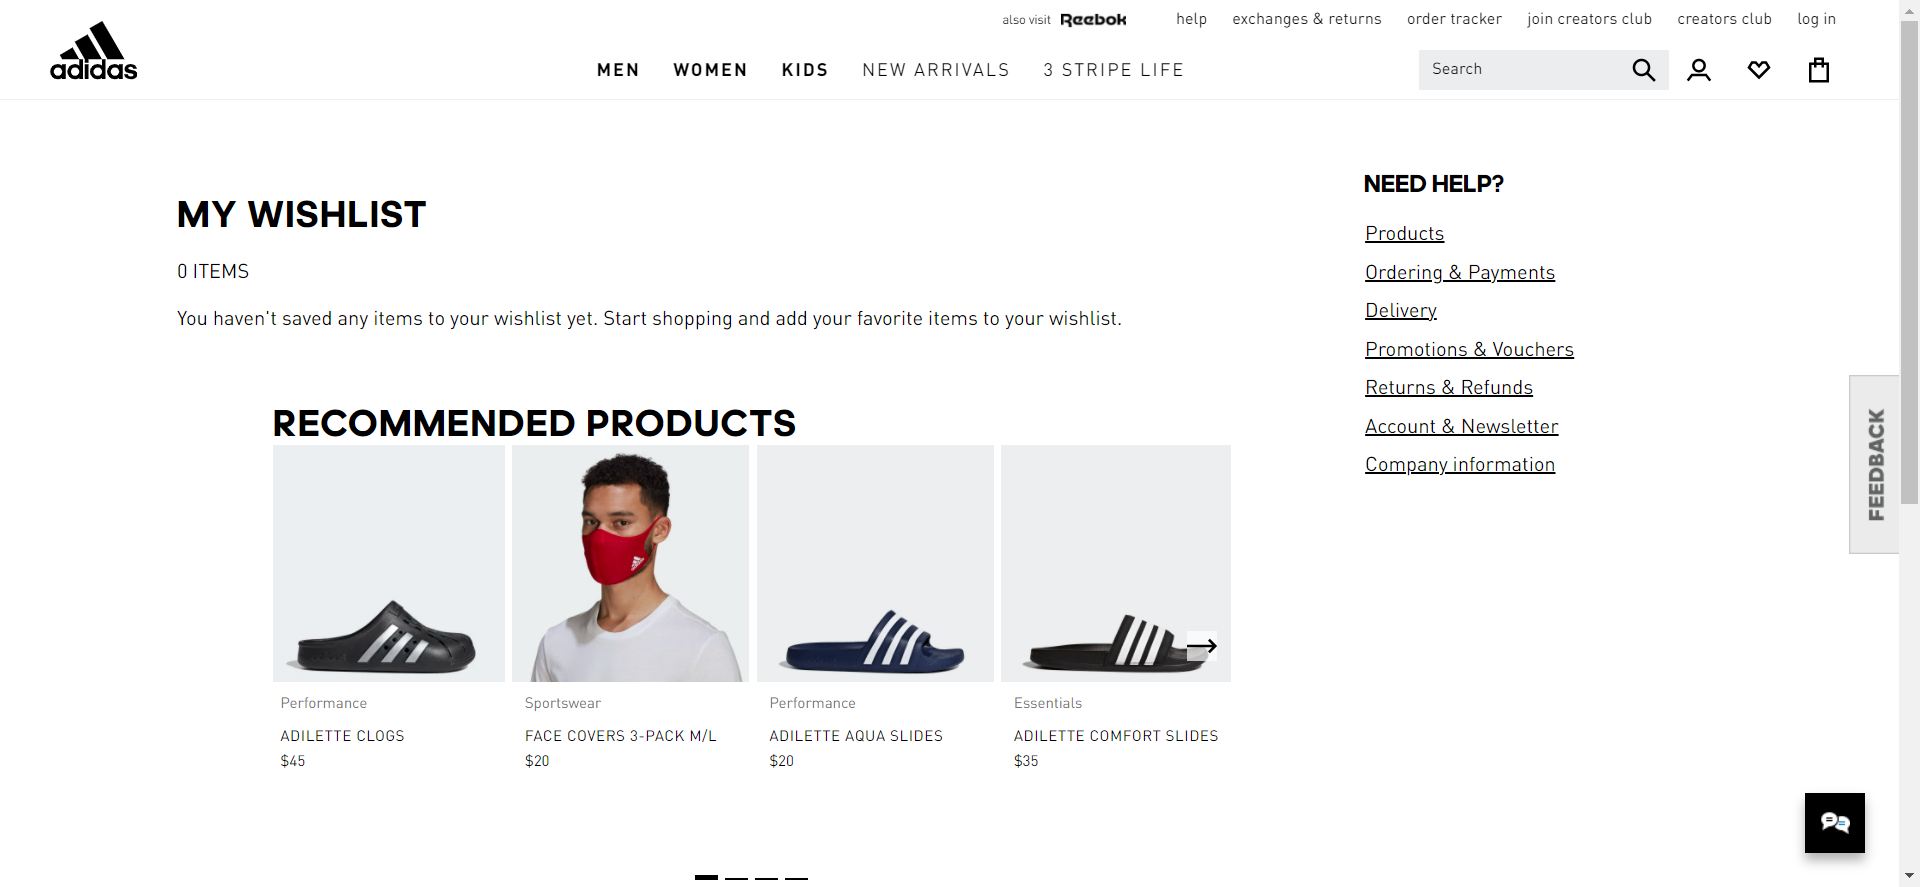 also visit Reebok help exchanges & returns order tracker join creators club creators club log in
adidas
MEN WOMEN KIDS NEW ARRIVALS 3 STRIPE LIFE
Search
MY WISHLIST
0 ITEMS
You haven't saved any items to your wishlist yet. Start shopping and add your favorite items to your wishlist.
NEED HELP?
Products
Ordering & Payments
Delivery
Promotions & Vouchers
Returns & Refunds
Account & Newsletter
Company information
FEEDBACK
RECOMMENDED PRODUCTS
Performance
ADILETTE CLOGS
$45
Sportswear
FACE COVERS 3-PACK M/L
$20
Performance
ADILETTE AQUA SLIDES
$20
Essentials
ADILETTE COMFORT SLIDES
$35